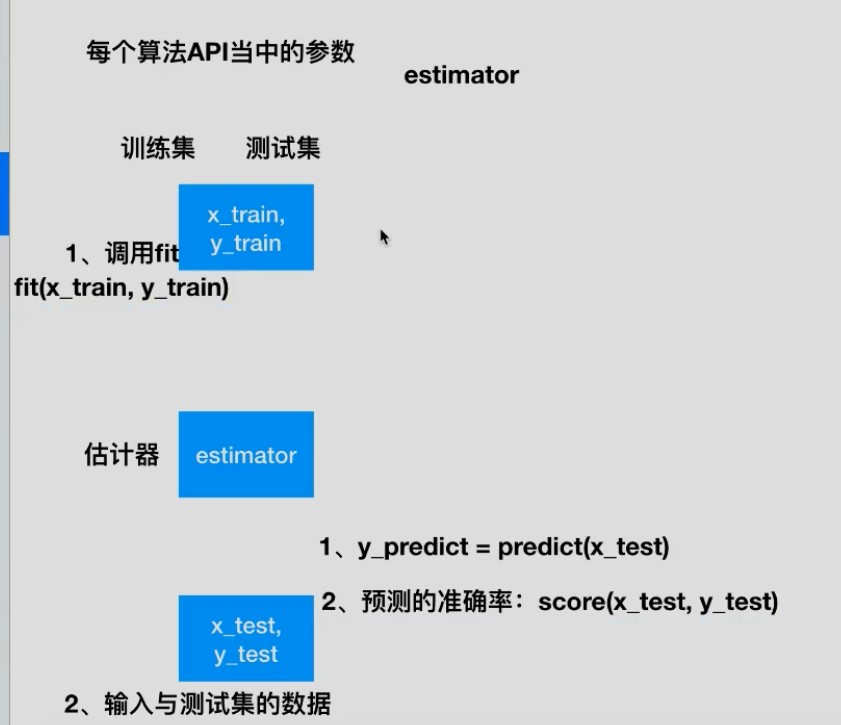 每个算法API当中的参数
estimator
训练集 测试集
x_train,
y_train
1、调用fit
fit(x_train, y_train)
估计器
estimator
1、y_predict = predict(x_test)
2、预测的准确率：score(x_test, y_test)
x_test,
y_test
2、输入与测试集的数据